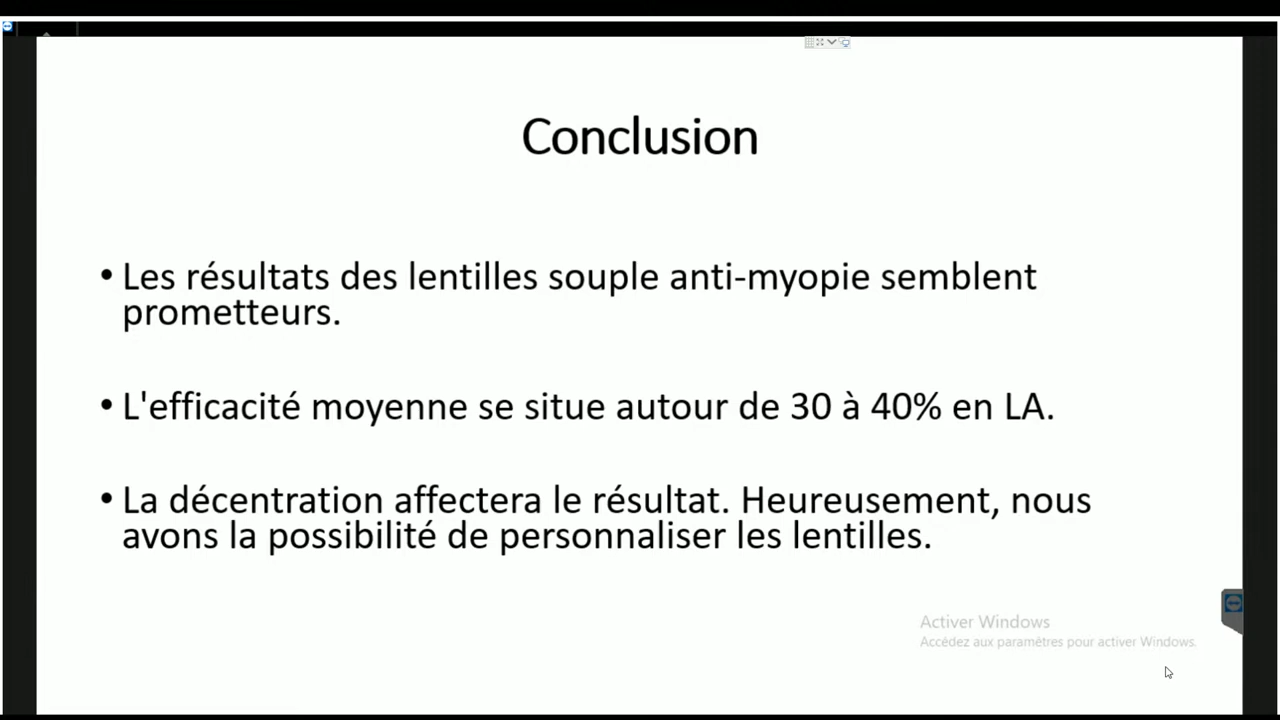 Conclusion
• Les résultats des lentilles souple anti-myopie semblent
prometteurs.
• L'efficacité moyenne se situe autour de 30 à 40% en LA.
• La décentration affectera le résultat. Heureusement, nous
avons la possibilité de personnaliser les lentilles.
Activer Windows
Accédez aux paramètres pour activer Windows.